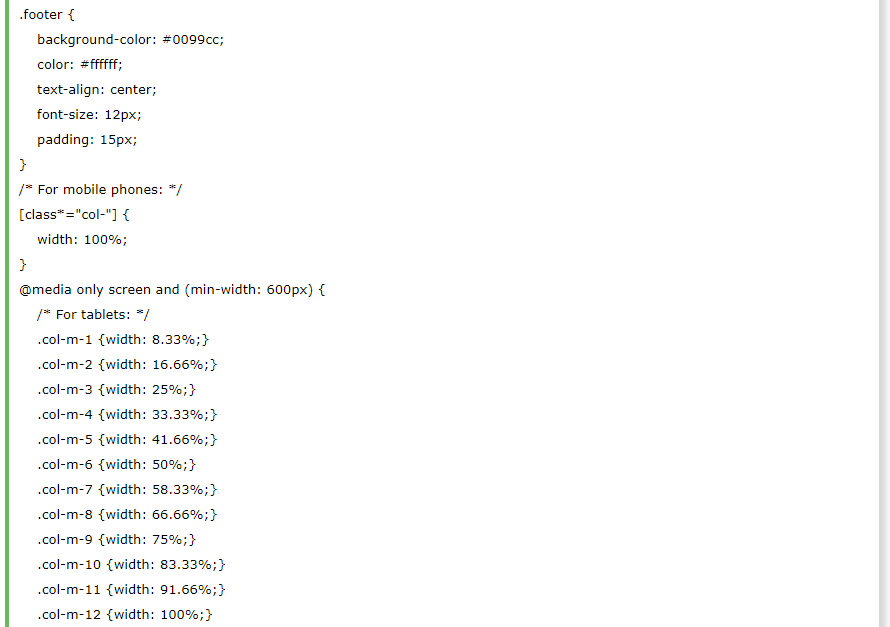 .footer {
background-color: #0099cc;
color: #ffffff;
text-align: center;
font-size: 12px;
padding: 15px;
}
/* For mobile phones: */
[class*="col-"] {
width: 100%;
}
@media only screen and (min-width: 600px) {
/* For tablets: */
.col-m-1 {width: 8.33%;}
.col-m-2 {width: 16.66%;}
.col-m-3 {width: 25%;}
.col-m-4 {width: 33.33%;}
.col-m-5 {width: 41.66%;}
.col-m-6 {width: 50%;}
.col-m-7 {width: 58.33%;}
.col-m-8 {width: 66.66%;}
.col-m-9 {width: 75%;}
.col-m-10 {width: 83.33%;}
.col-m-11 {width: 91.66%;}
.col-m-12 {width: 100%;}